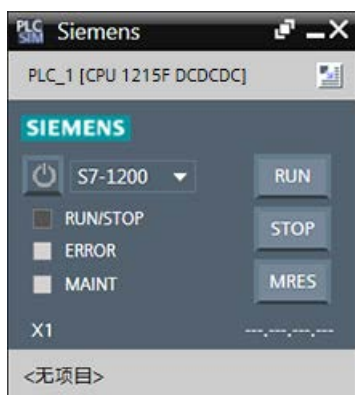 PLC SIM Siemens
PLC_1 [CPU 1215F DCDCDC]
SIEMENS
S7-1200 RUN
RUN/STOP
STOP
ERROR
MAINT MRES
X1 ---.---.---.---
<无项目>